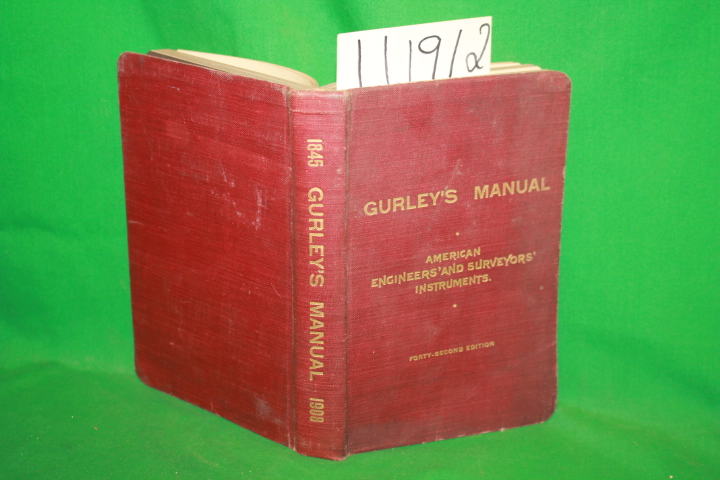 111912
1845 GURLEY'S MANUAL 1908
GURLEY'S MANUAL
AMERICAN
ENGINEERS' AND SURVEYORS'
INSTRUMENTS.
FORTY-SECOND EDITION